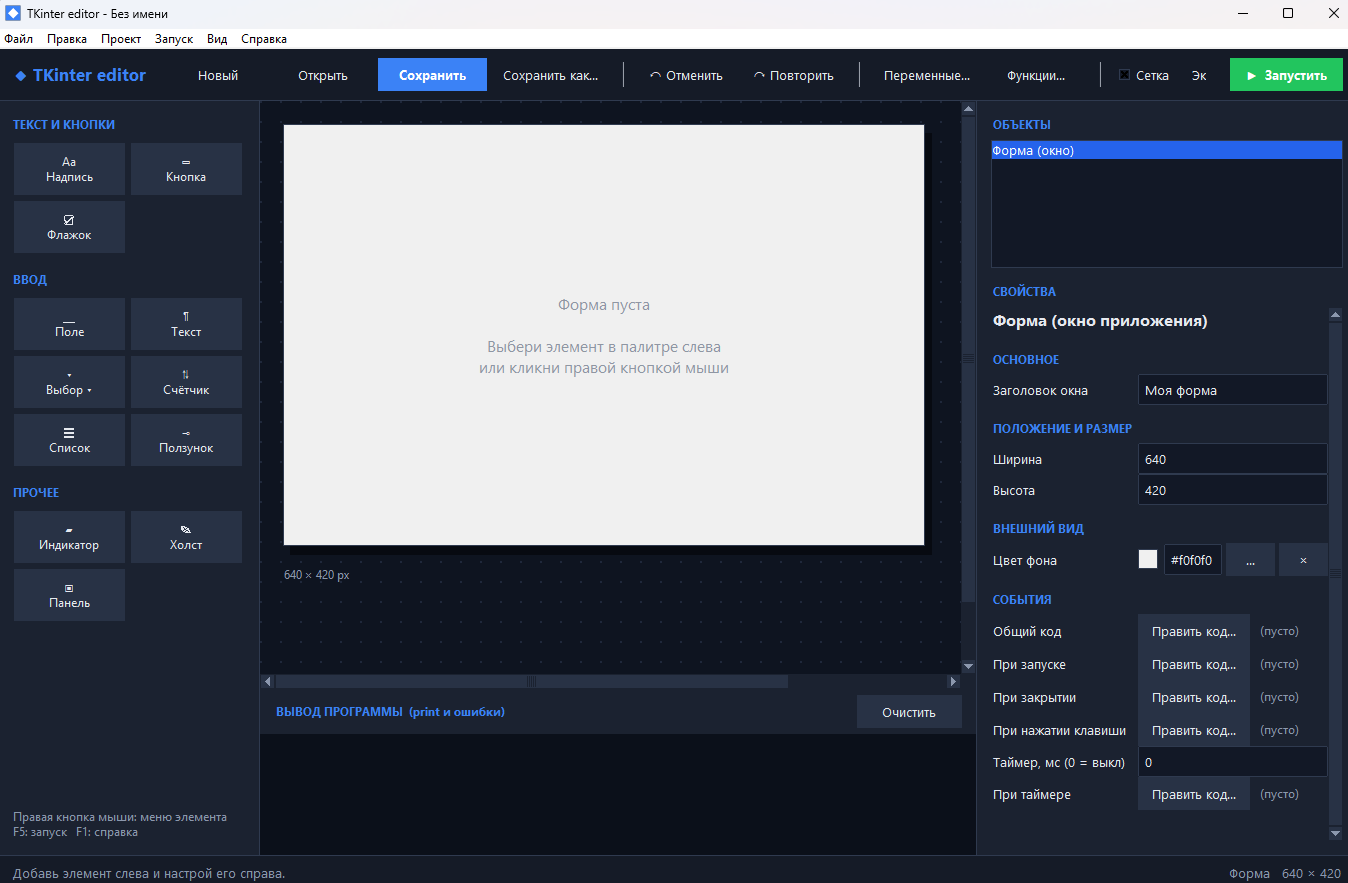 TKinter editor - Без имени
Файл Правка Проект Запуск Вид Справка
TKinter editor Новый Открыть Сохранить Сохранить как... Отменить Повторить Переменные... Функции... Сетка Эк Запустить
ТЕКСТ И КНОПКИ
Aa
Надпись
Кнопка
Флажок
ВВОД
Поле
¶
Текст
Выбор
Счётчик
Список
Ползунок
ПРОЧЕЕ
Индикатор
Холст
Панель
Правая кнопка мыши: меню элемента
F5: запуск F1: справка
Форма пуста
Выбери элемент в палитре слева
или кликни правой кнопкой мыши
640 × 420 px
ВЫВОД ПРОГРАММЫ (print и ошибки)
Очистить
ОБЪЕКТЫ
Форма (окно)
СВОЙСТВА
Форма (окно приложения)
ОСНОВНОЕ
Заголовок окна Моя форма
ПОЛОЖЕНИЕ И РАЗМЕР
Ширина 640
Высота 420
ВНЕШНИЙ ВИД
Цвет фона #f0f0f0 ... ×
СОБЫТИЯ
Общий код Править код... (пусто)
При запуске Править код... (пусто)
При закрытии Править код... (пусто)
При нажатии клавиши Править код... (пусто)
Таймер, мс (0 = выкл) 0
При таймере Править код... (пусто)
Добавь элемент слева и настрой его справа.
Форма 640 × 420